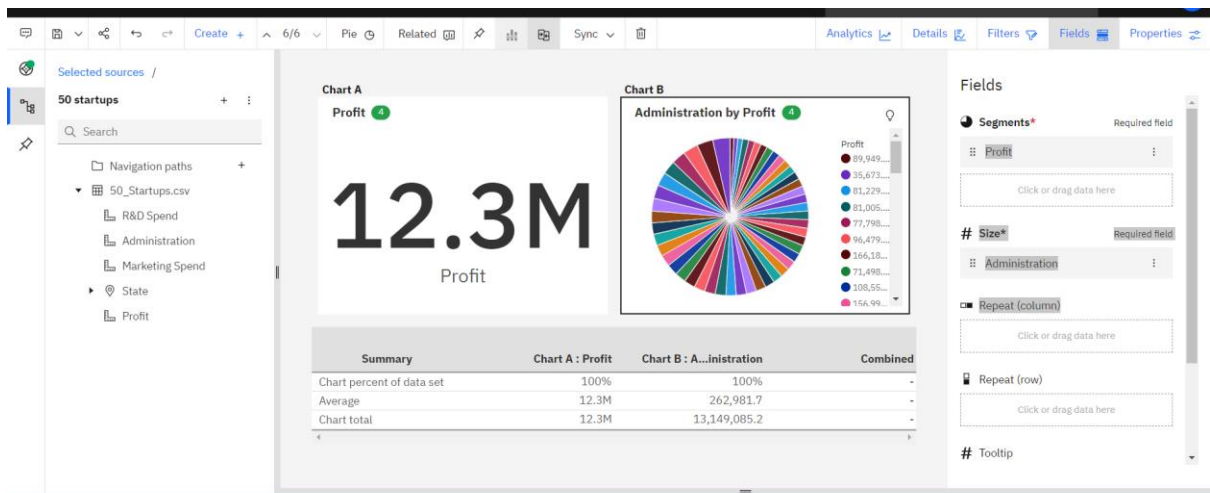 Create + 6/6 Pie Related Sync Analytics Details Filters Fields Properties
Selected sources /
50 startups
Search
Navigation paths
50_Startups.csv
R&D Spend
Administration
Marketing Spend
State
Profit
Chart A
Profit 4
12.3M
Profit
Chart B
Administration by Profit 4
Profit
89,949....
35,673....
81,229....
81,005....
77,798....
96,479....
166,18...
71,498....
108,55...
156,99...
Summary Chart A : Profit Chart B : A...inistration Combined
Chart percent of data set 100% 100% -
Average 12.3M 262,981.7 -
Chart total 12.3M 13,149,085.2 -
Fields
Segments* Required field
Profit
Click or drag data here
# Size* Required field
Administration
Repeat (column)
Click or drag data here
Repeat (row)
Click or drag data here
# Tooltip